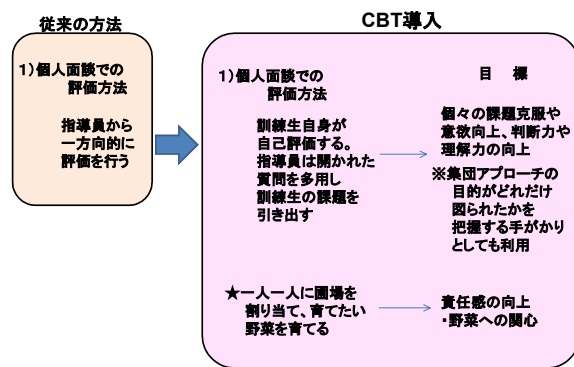 従来の方法
1)個人面談での
評価方法
指導員から
一方向的に
評価を行う
CBT導入
1)個人面談での
評価方法
訓練生自身が
自己評価する。
指導員は開かれた
質問を多用し
訓練生の課題を
引き出す
目 標
個々の課題克服や
意欲向上、判断力や
理解力の向上
※集団アプローチの
目的がどれだけ
図られたかを
把握する手がかり
としても利用
★一人一人に圃場を
割り当て、育てたい
野菜を育てる
責任感の向上
・野菜への関心